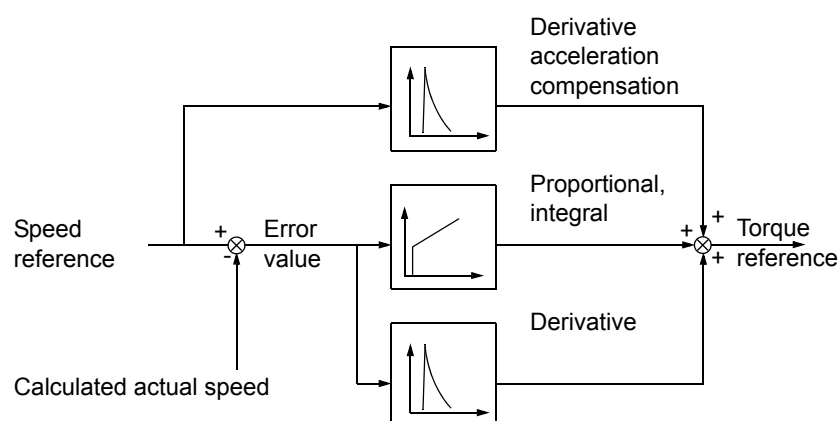 Derivative
acceleration
compensation
Proportional,
integral
Speed
reference
+
-
Error
value
+
+
+
Torque
reference
Derivative
Calculated actual speed